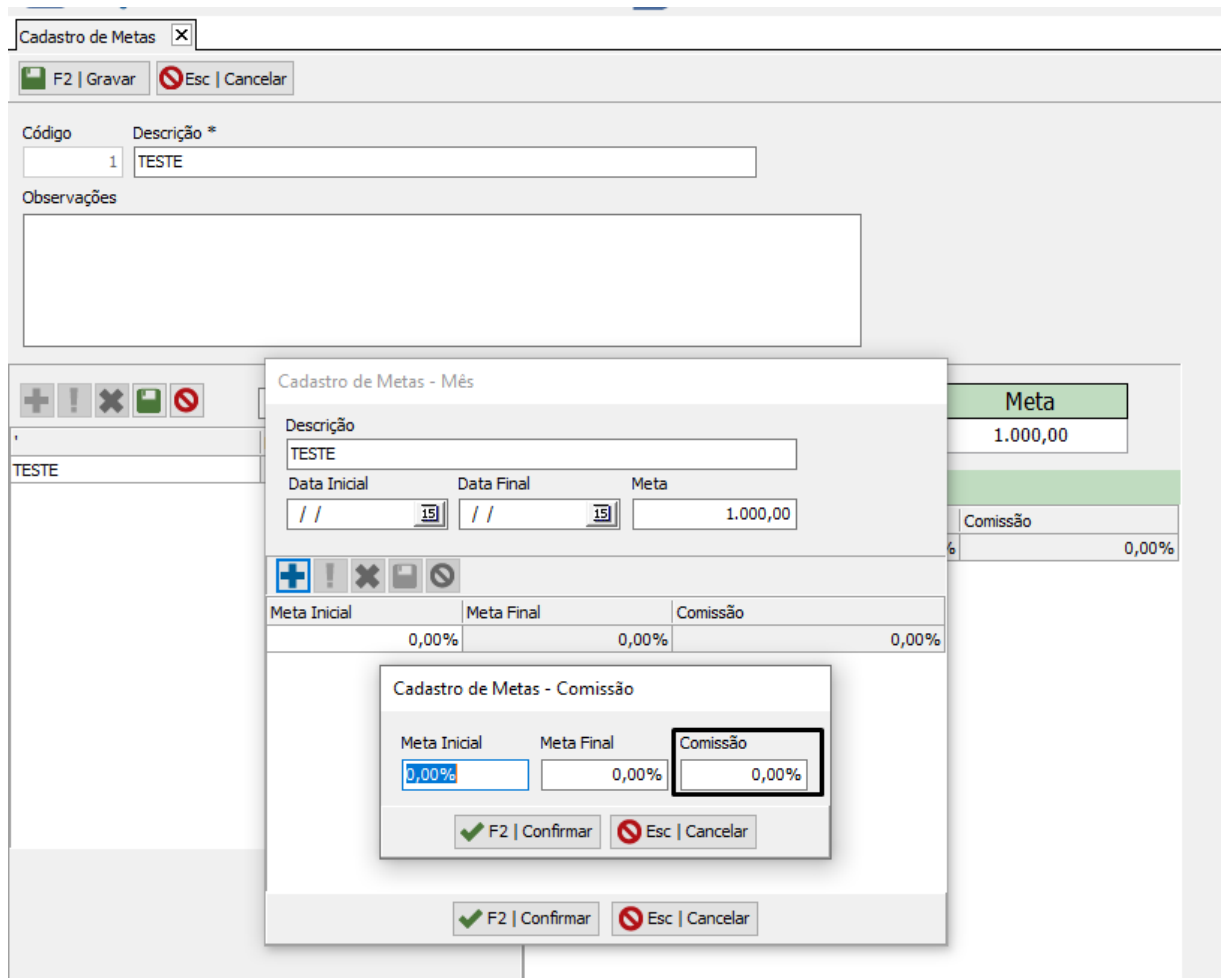 Cadastro de Metas
F2 | Gravar Esc | Cancelar
Código Descrição *
1 TESTE
Observações
Cadastro de Metas - Mês
Descrição
TESTE
Data Inicial Data Final Meta
/ / 15 / / 15 1.000,00
Meta Inicial Meta Final Comissão
0,00% 0,00% 0,00%
Cadastro de Metas - Comissão
Meta Inicial Meta Final Comissão
0,00% 0,00% 0,00%
F2 | Confirmar Esc | Cancelar
F2 | Confirmar Esc | Cancelar
'
TESTE
Meta
1.000,00
Comissão
% 0,00%